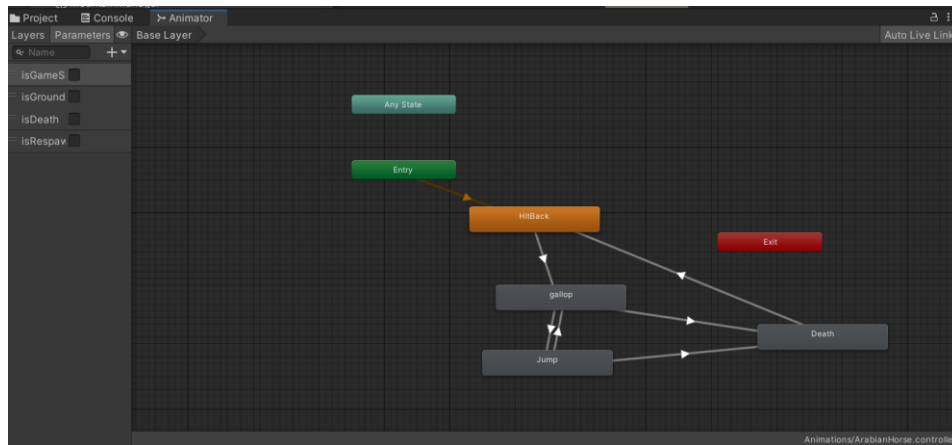 Project Console Animator
Layers Parameters Base Layer Auto Live Link
Name
isGameS
isGround
isDeath
isRespaw
Any State
Entry
HitBack
Exit
gallop
Death
Jump
Animations/ArabianHorse.controlle